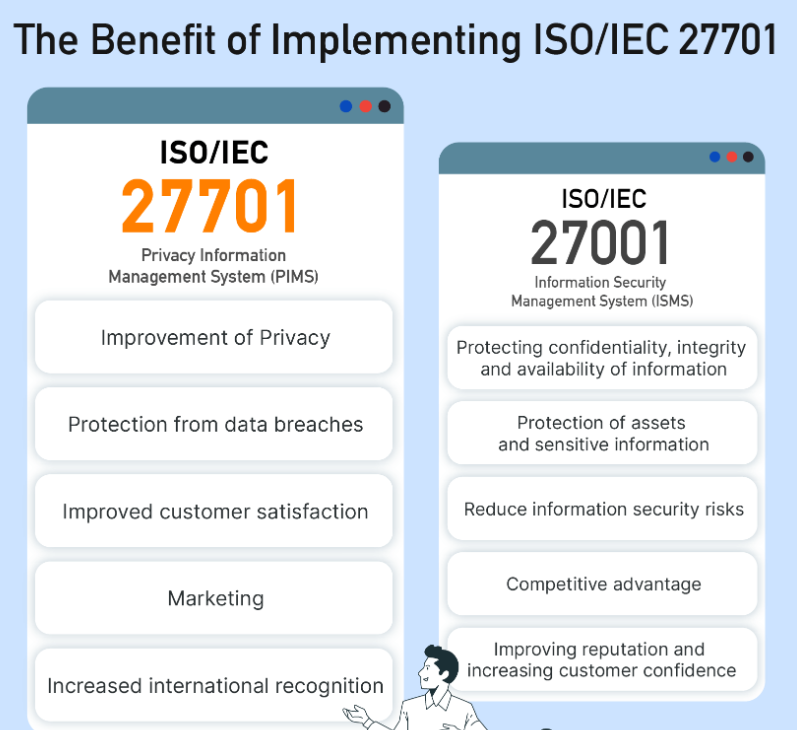 The Benefit of Implementing ISO/IEC 27701
ISO/IEC
27701
Privacy Information
Management System (PIMS)
Improvement of Privacy
Protection from data breaches
Improved customer satisfaction
Marketing
Increased international recognition
ISO/IEC
27001
Information Security
Management System (ISMS)
Protecting confidentiality, integrity
and availability of information
Protection of assets
and sensitive information
Reduce information security risks
Competitive advantage
Improving reputation and
increasing customer confidence